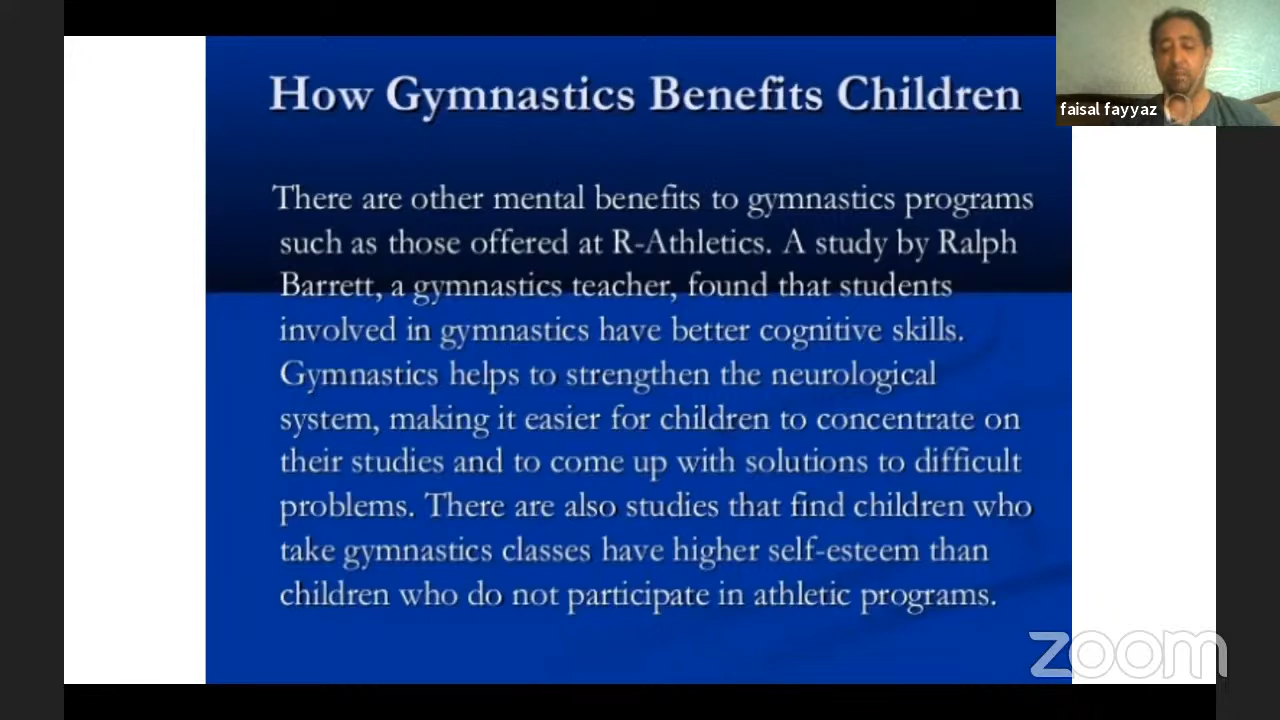 How Gymnastics Benefits Children
faisal fayyaz
There are other mental benefits to gymnastics programs
such as those offered at R-Athletics. A study by Ralph
Barrett, a gymnastics teacher, found that students
involved in gymnastics have better cognitive skills.
Gymnastics helps to strengthen the neurological
system, making it easier for children to concentrate on
their studies and to come up with solutions to difficult
problems. There are also studies that find children who
take gymnastics classes have higher self-esteem than
children who do not participate in athletic programs.
zoom